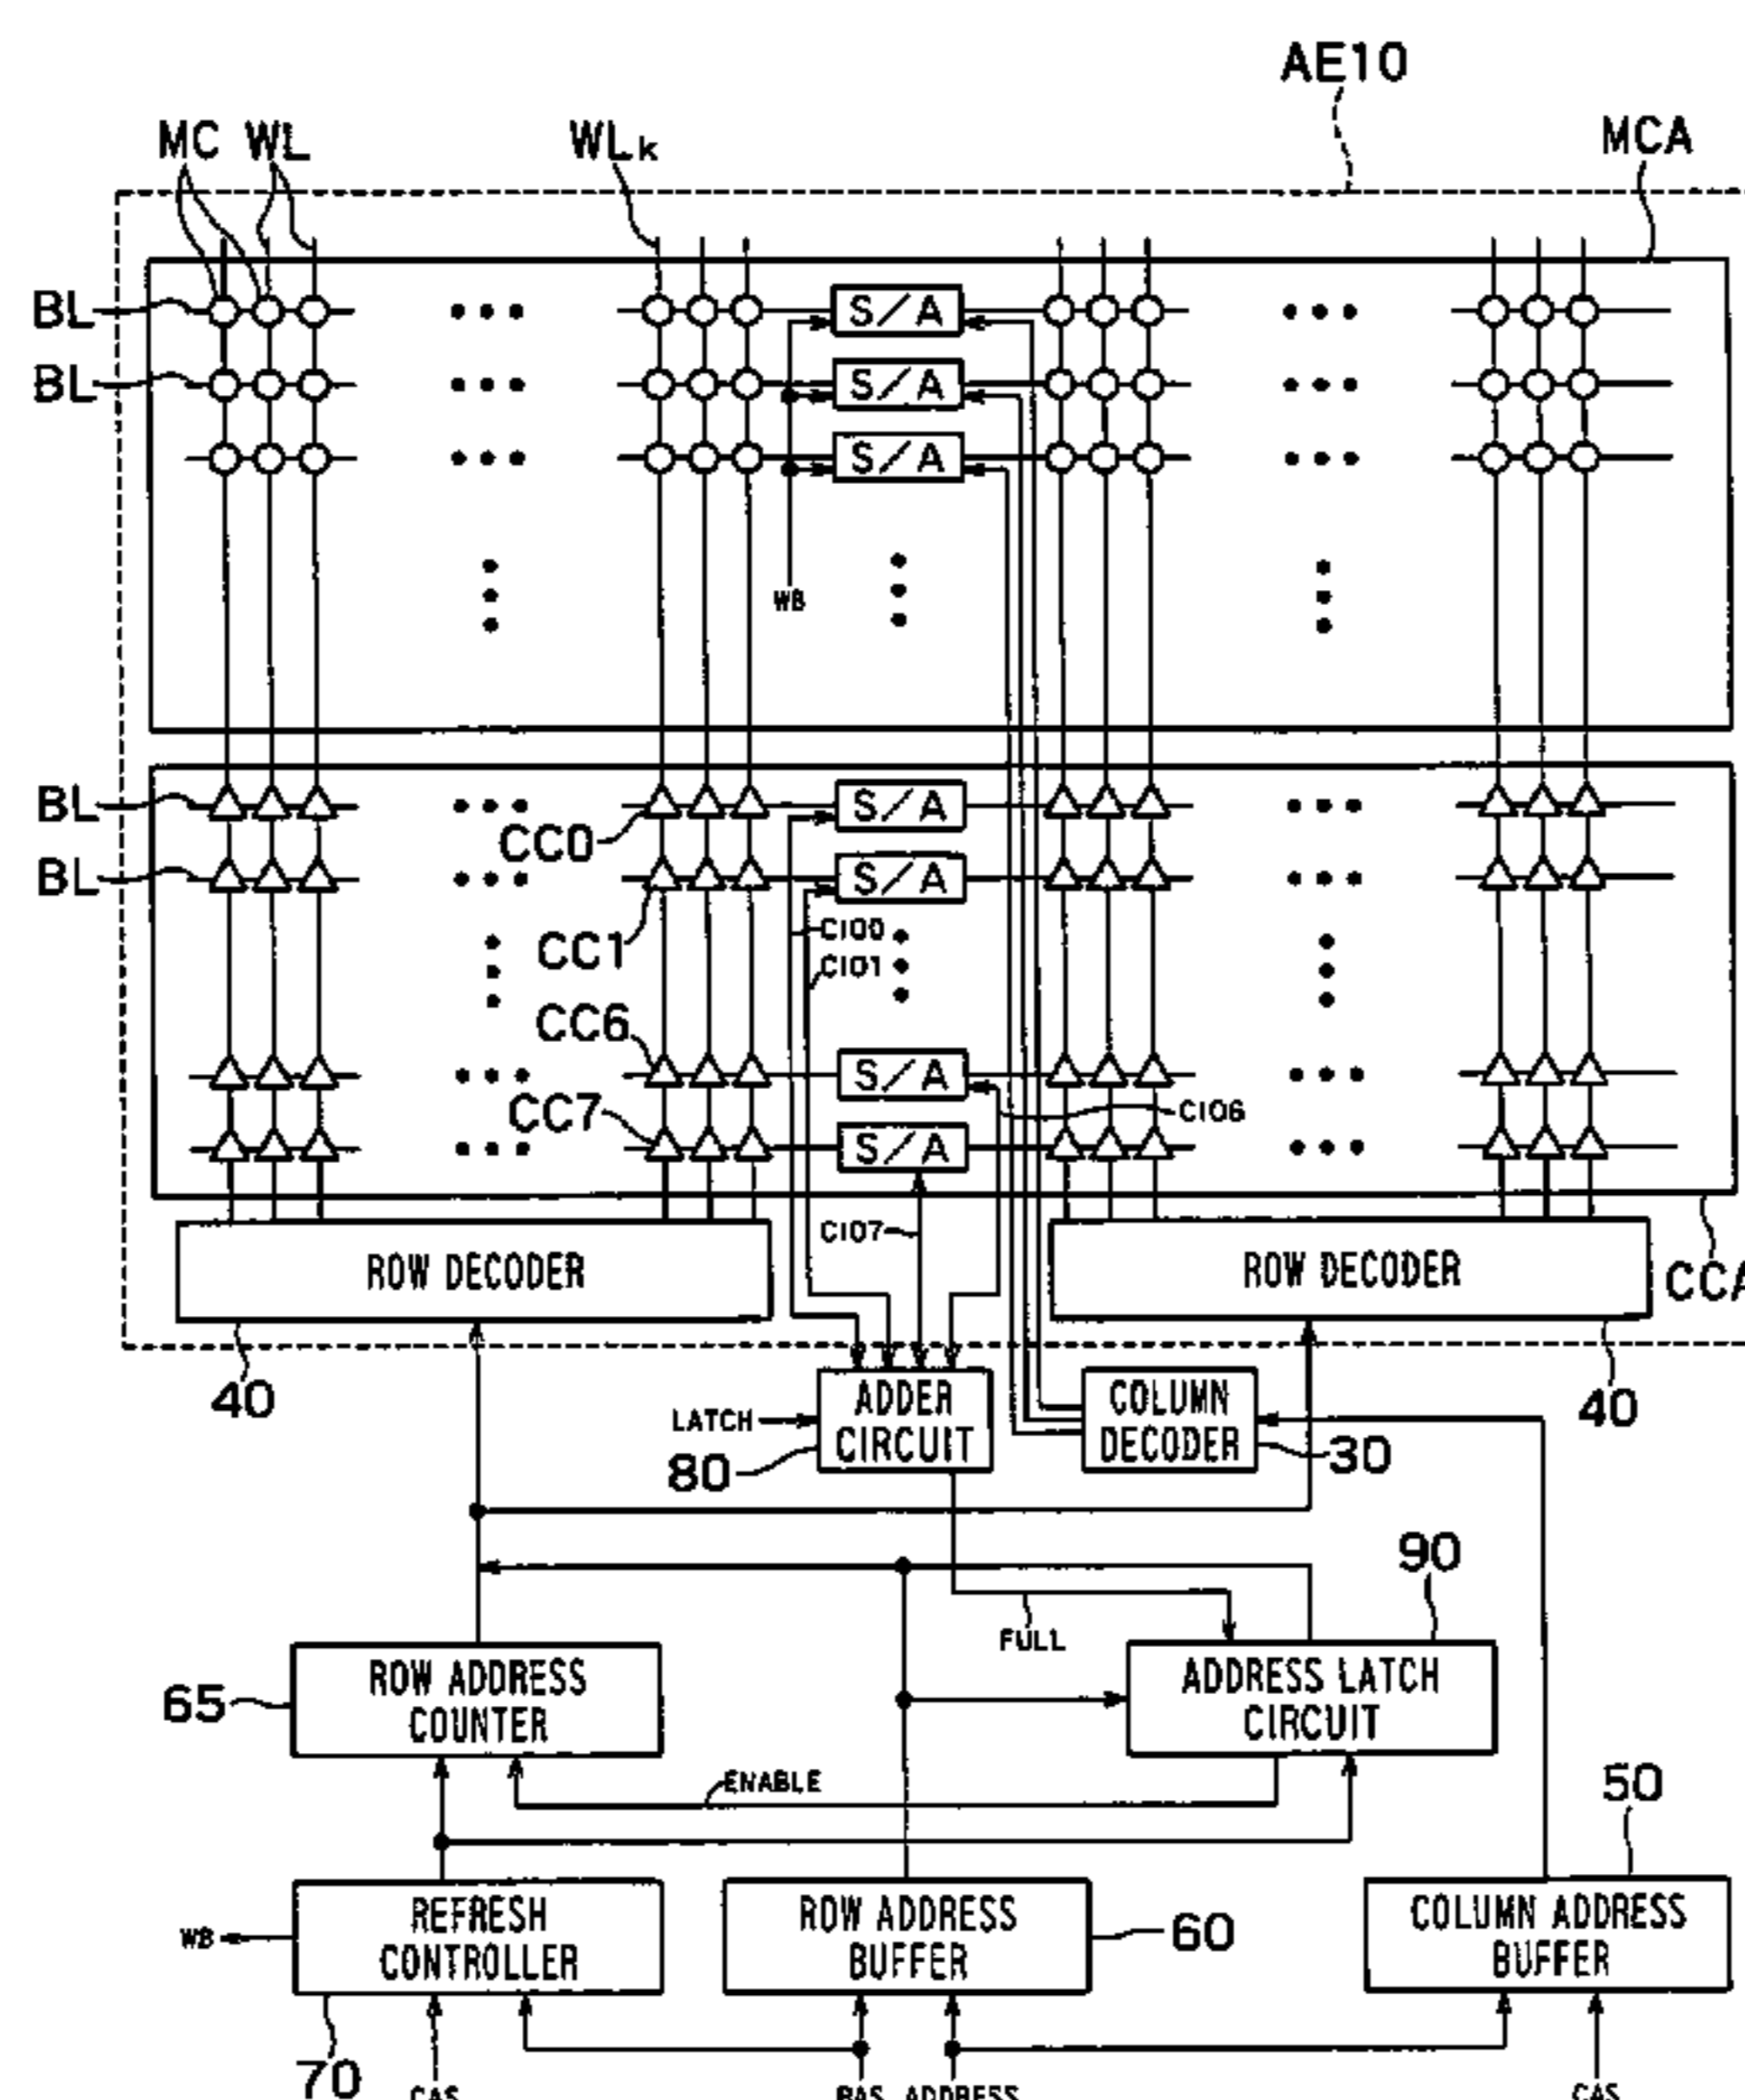 AE10
MC WL WLk MCA
BL S/A
BL S/A
S/A
WB
BL S/A
CC0
BL S/A
CC1 CIO0
CIO1
CC6 S/A
CC7 CIO6
S/A
CIO7
ROW DECODER ROW DECODER CCA
40 40
LATCH ADDER CIRCUIT COLUMN DECODER
80 30
90
FULL
65 ROW ADDRESS COUNTER ADDRESS LATCH CIRCUIT
ENABLE
50
WB REFRESH CONTROLLER ROW ADDRESS BUFFER 60 COLUMN ADDRESS BUFFER
70 CAS RAS ADDRESS CAS